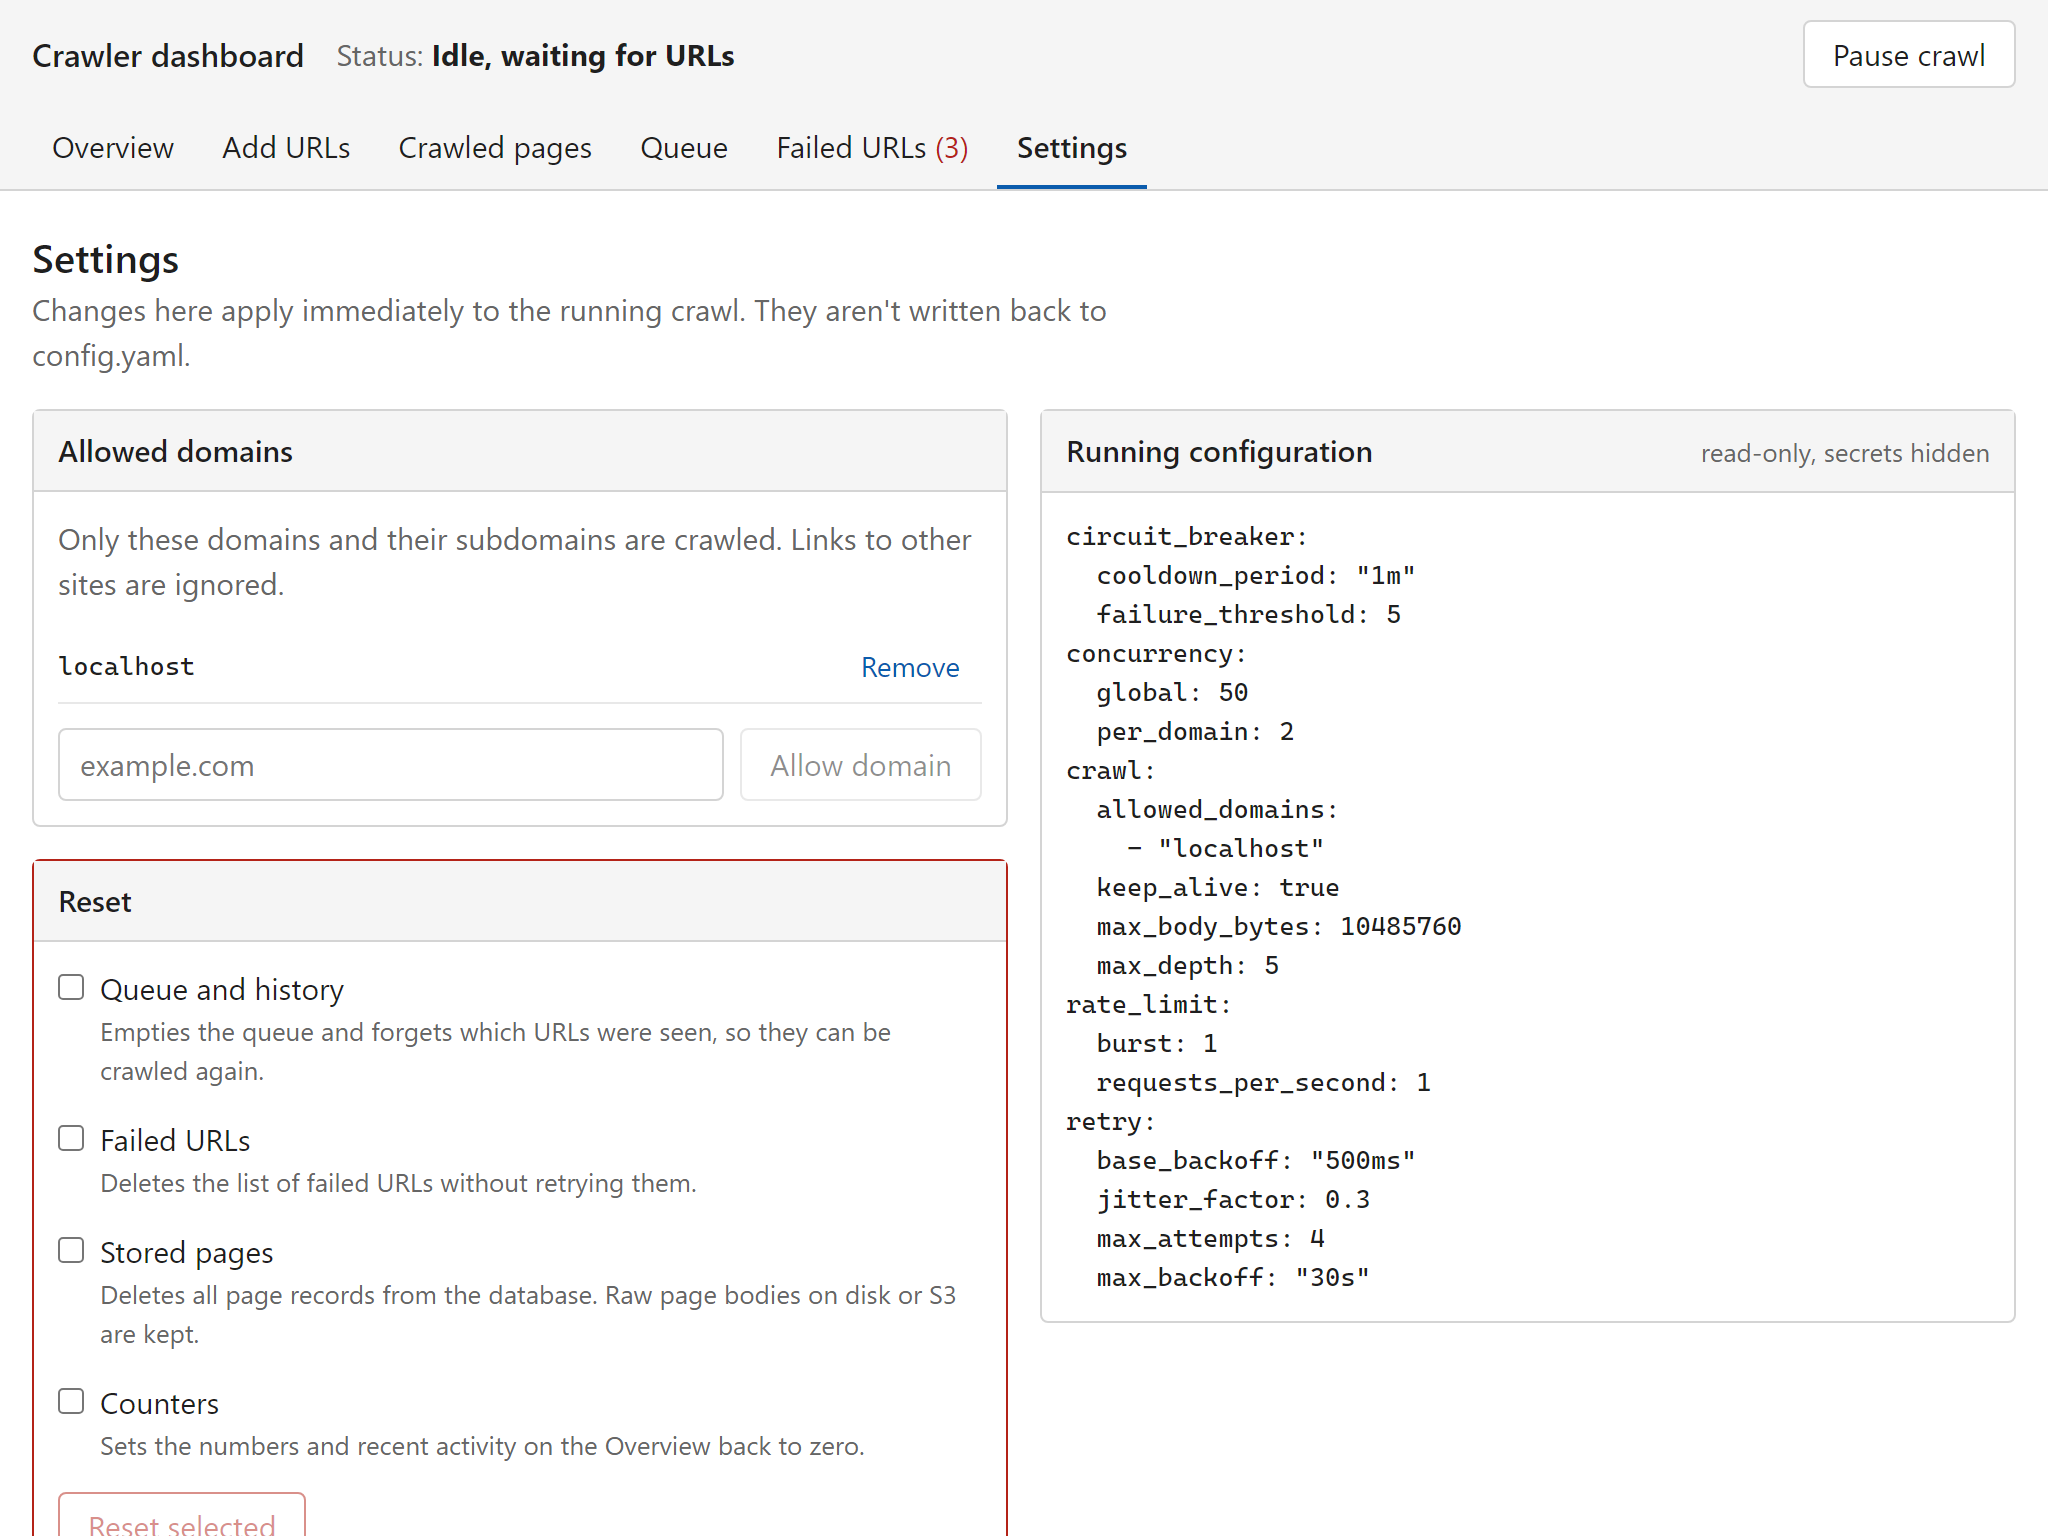 Crawler dashboard
Status: Idle, waiting for URLs
Pause crawl
Overview
Add URLs
Crawled pages
Queue
Failed URLs (3)
Settings
Settings
Changes here apply immediately to the running crawl. They aren't written back to
config.yaml.
Allowed domains
Only these domains and their subdomains are crawled. Links to other
sites are ignored.
localhost
Remove
example.com
Allow domain
Reset
Queue and history
Empties the queue and forgets which URLs were seen, so they can be
crawled again.
Failed URLs
Deletes the list of failed URLs without retrying them.
Stored pages
Deletes all page records from the database. Raw page bodies on disk or S3
are kept.
Counters
Sets the numbers and recent activity on the Overview back to zero.
Reset selected
Running configuration
read-only, secrets hidden
circuit_breaker:
  cooldown_period: "1m"
  failure_threshold: 5
concurrency:
  global: 50
  per_domain: 2
crawl:
  allowed_domains:
    - "localhost"
  keep_alive: true
  max_body_bytes: 10485760
  max_depth: 5
rate_limit:
  burst: 1
  requests_per_second: 1
retry:
  base_backoff: "500ms"
  jitter_factor: 0.3
  max_attempts: 4
  max_backoff: "30s"